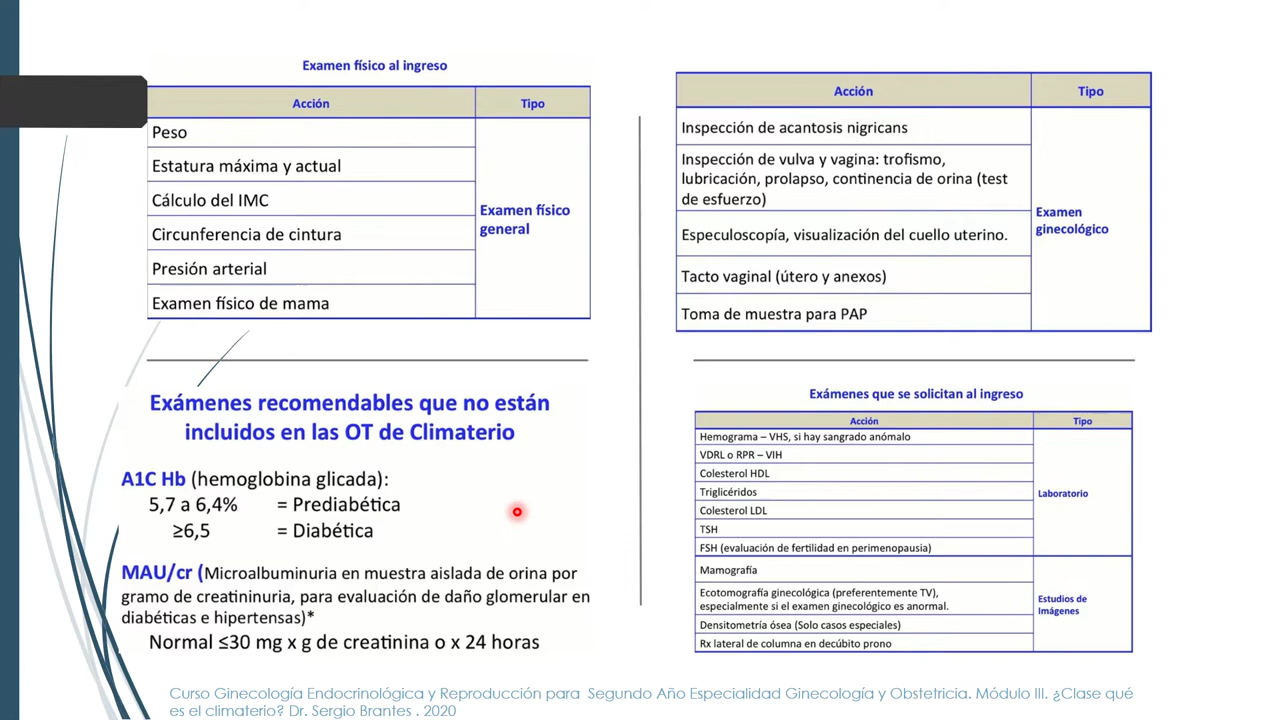 Examen físico al ingreso
Acción Tipo
Peso
Estatura máxima y actual
Cálculo del IMC
Circunferencia de cintura
Presión arterial
Examen físico de mama
Examen físico
general
Acción Tipo
Inspección de acantosis nigricans
Inspección de vulva y vagina: trofismo,
lubricación, prolapso, continencia de orina (test
de esfuerzo)
Especuloscopía, visualización del cuello uterino.
Tacto vaginal (útero y anexos)
Toma de muestra para PAP
Examen
ginecológico
Exámenes recomendables que no están
incluidos en las OT de Climaterio
A1C Hb (hemoglobina glicada):
5,7 a 6,4% = Prediabética
≥6,5 = Diabética
MAU/cr (Microalbuminuria en muestra aislada de orina por
gramo de creatininuria, para evaluación de daño glomerular en
diabéticas e hipertensas)*
Normal ≤30 mg x g de creatinina o x 24 horas
Exámenes que se solicitan al ingreso
Acción Tipo
Hemograma – VHS, si hay sangrado anómalo
VDRL o RPR – VIH
Colesterol HDL
Triglicéridos
Colesterol LDL
TSH
FSH (evaluación de fertilidad en perimenopausia)
Laboratorio
Mamografía
Ecotomografía ginecológica (preferentemente TV),
especialmente si el examen ginecológico es anormal.
Densitometría ósea (Solo casos especiales)
Rx lateral de columna en decúbito prono
Estudios de
Imágenes
Curso Ginecología Endocrinológica y Reproducción para Segundo Año Especialidad Ginecología y Obstetricia. Módulo III. ¿Clase qué
es el climaterio? Dr. Sergio Brantes . 2020